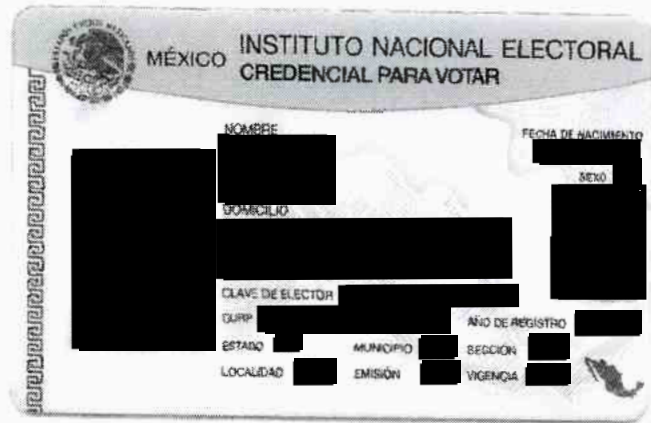 MÉXICO INSTITUTO NACIONAL ELECTORAL
CREDENCIAL PARA VOTAR
NOMBRE
FECHA DE NACIMIENTO
SEXO
DOMICILIO
CLAVE DE ELECTOR
CURP
AÑO DE REGISTRO
ESTADO
MUNICIPIO
SECCIÓN
LOCALIDAD
EMISIÓN
VIGENCIA